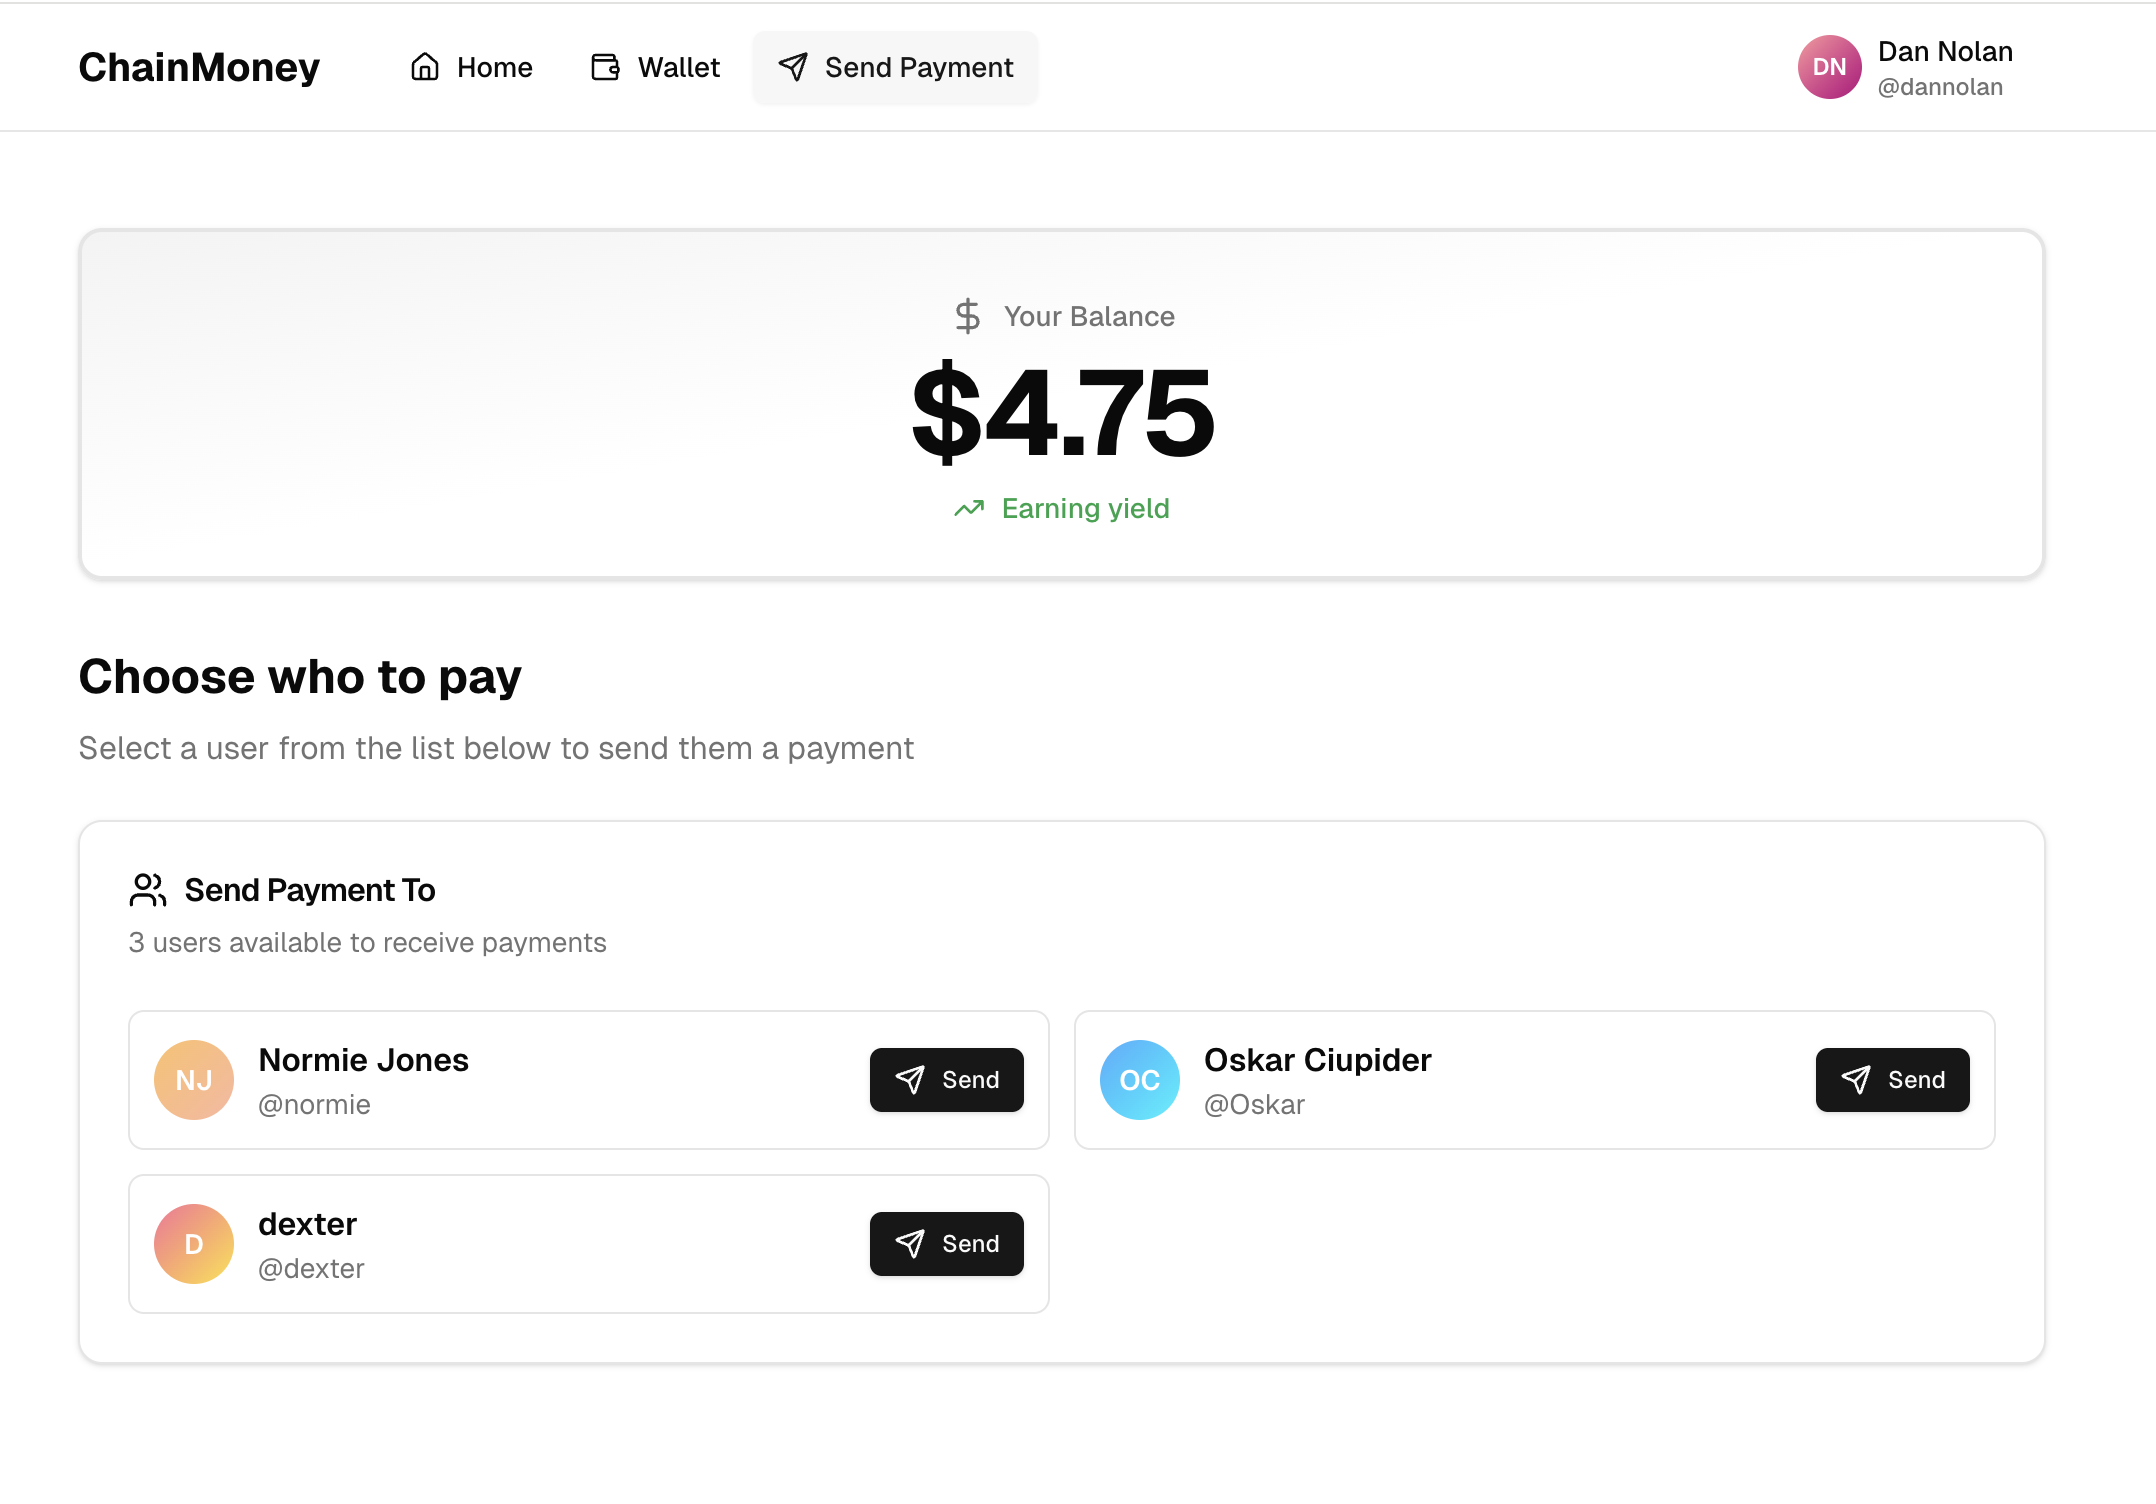 ChainMoney
Home
Wallet
Send Payment
DN
Dan Nolan
@dannolan
Your Balance
$4.75
Earning yield
Choose who to pay
Select a user from the list below to send them a payment
Send Payment To
3 users available to receive payments
NJ
Normie Jones
@normie
Send
OC
Oskar Ciupider
@Oskar
Send
D
dexter
@dexter
Send